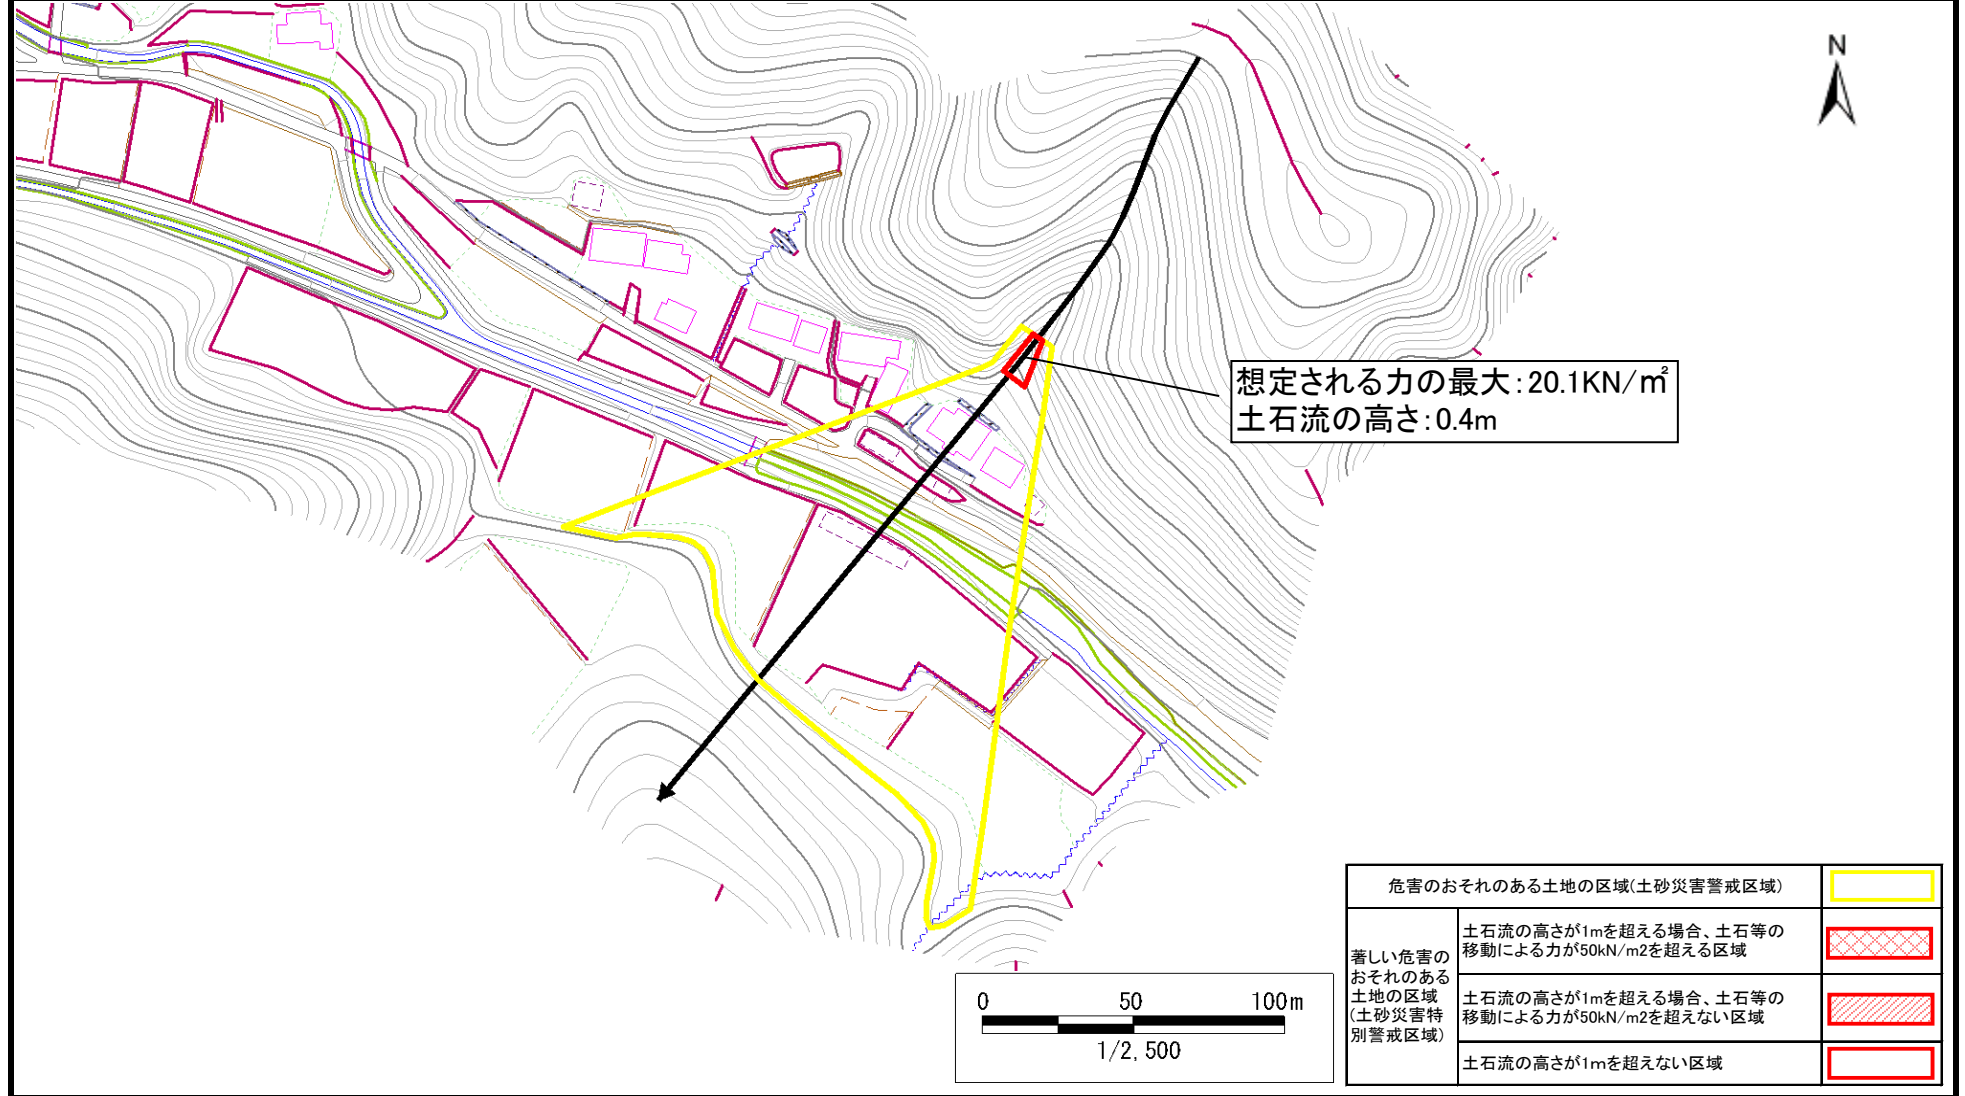 N
想定される力の最大:20.1KN/㎡
土石流の高さ:0.4m
危害のおそれのある土地の区域(土砂災害警戒区域)
著しい危害の
おそれのある
土地の区域
(土砂災害特
別警戒区域)
土石流の高さが1mを超える場合、土石等の
移動による力が50kN/m2を超える区域
土石流の高さが1mを超える場合、土石等の
移動による力が50kN/m2を超えない区域
土石流の高さが1mを超えない区域
0 50 100m
1/2,500